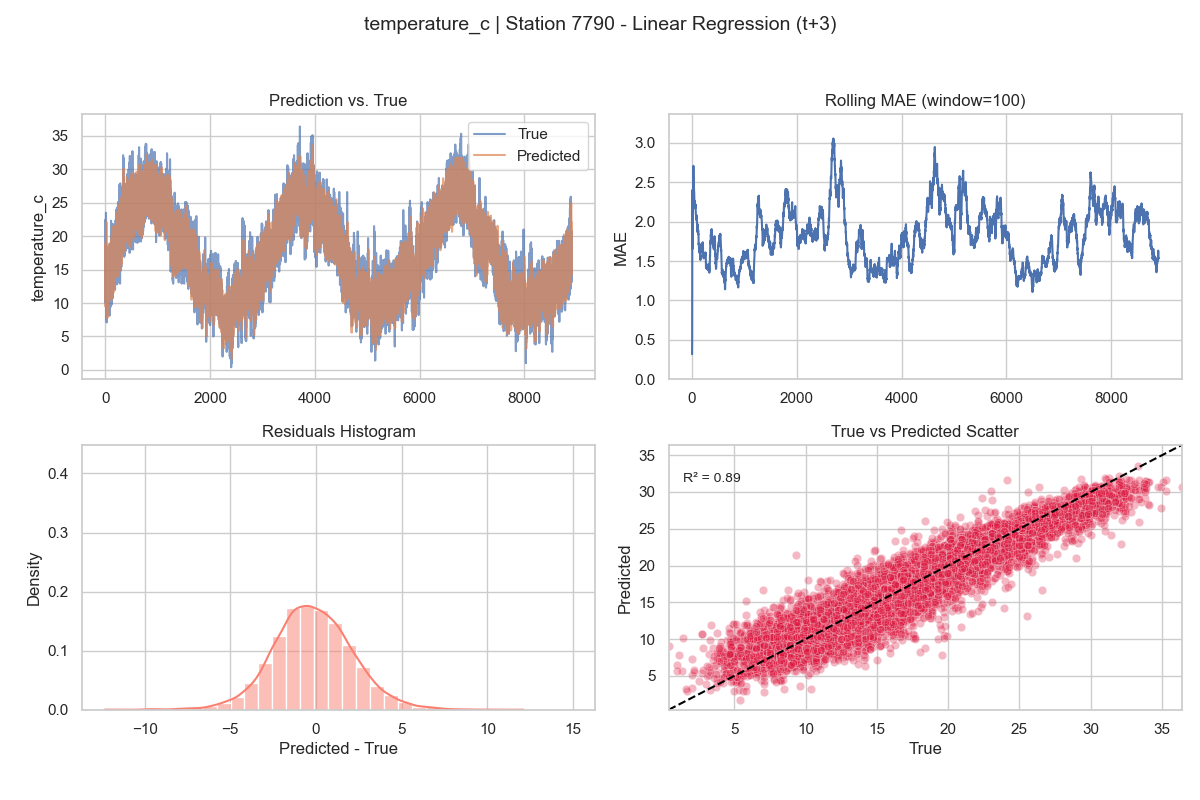 temperature_c | Station 7790 - Linear Regression (t+3)
Prediction vs. True
temperature_c
35
30
25
20
15
10
5
0
0 2000 4000 6000 8000
True
Predicted
Rolling MAE (window=100)
MAE
3.0
2.5
2.0
1.5
1.0
0.5
0.0
0 2000 4000 6000 8000
Residuals Histogram
Density
0.4
0.3
0.2
0.1
0.0
−10 −5 0 5 10 15
Predicted - True
True vs Predicted Scatter
R² = 0.89
Predicted
35
30
25
20
15
10
5
5 10 15 20 25 30 35
True